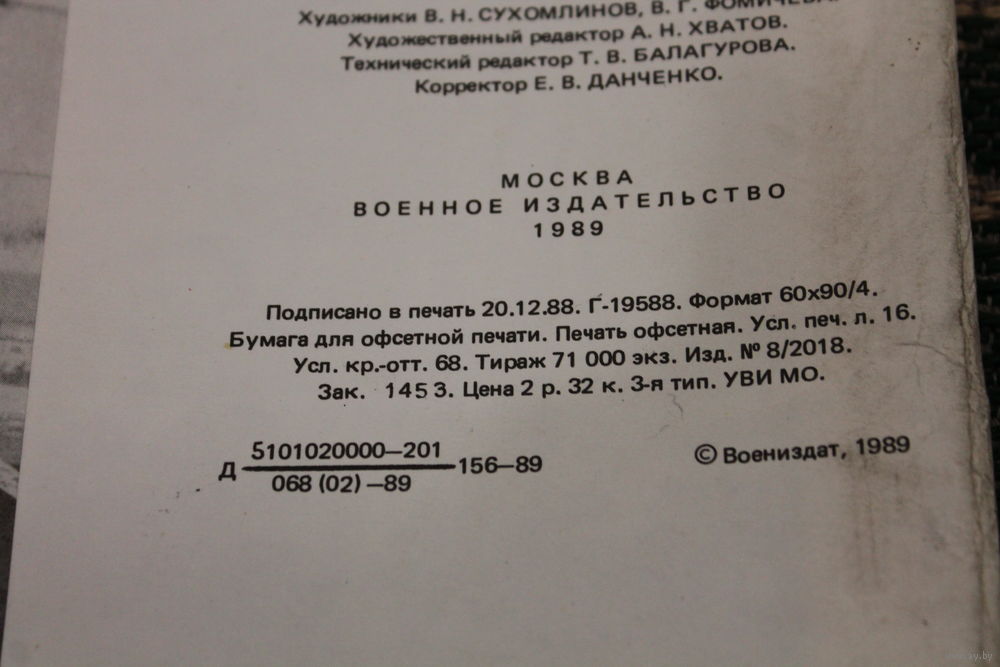 Художники В. Н. СУХОМЛИНОВ, В. Г. ФОМИЧЕВА.
Художественный редактор А. Н. ХВАТОВ.
Технический редактор Т. В. БАЛАГУРОВА.
Корректор Е. В. ДАНЧЕНКО.
МОСКВА
ВОЕННОЕ ИЗДАТЕЛЬСТВО
1989
Подписано в печать 20.12.88. Г-19588. Формат 60х90/4.
Бумага для офсетной печати. Печать офсетная. Усл. печ. л. 16.
Усл. кр.-отт. 68. Тираж 71 000 экз. Изд. № 8/2018.
Зак. 1453. Цена 2 р. 32 к. 3-я тип. УВИ МО.
5101020000—201
Д 156—89
068 (02) —89
© Воениздат, 1989